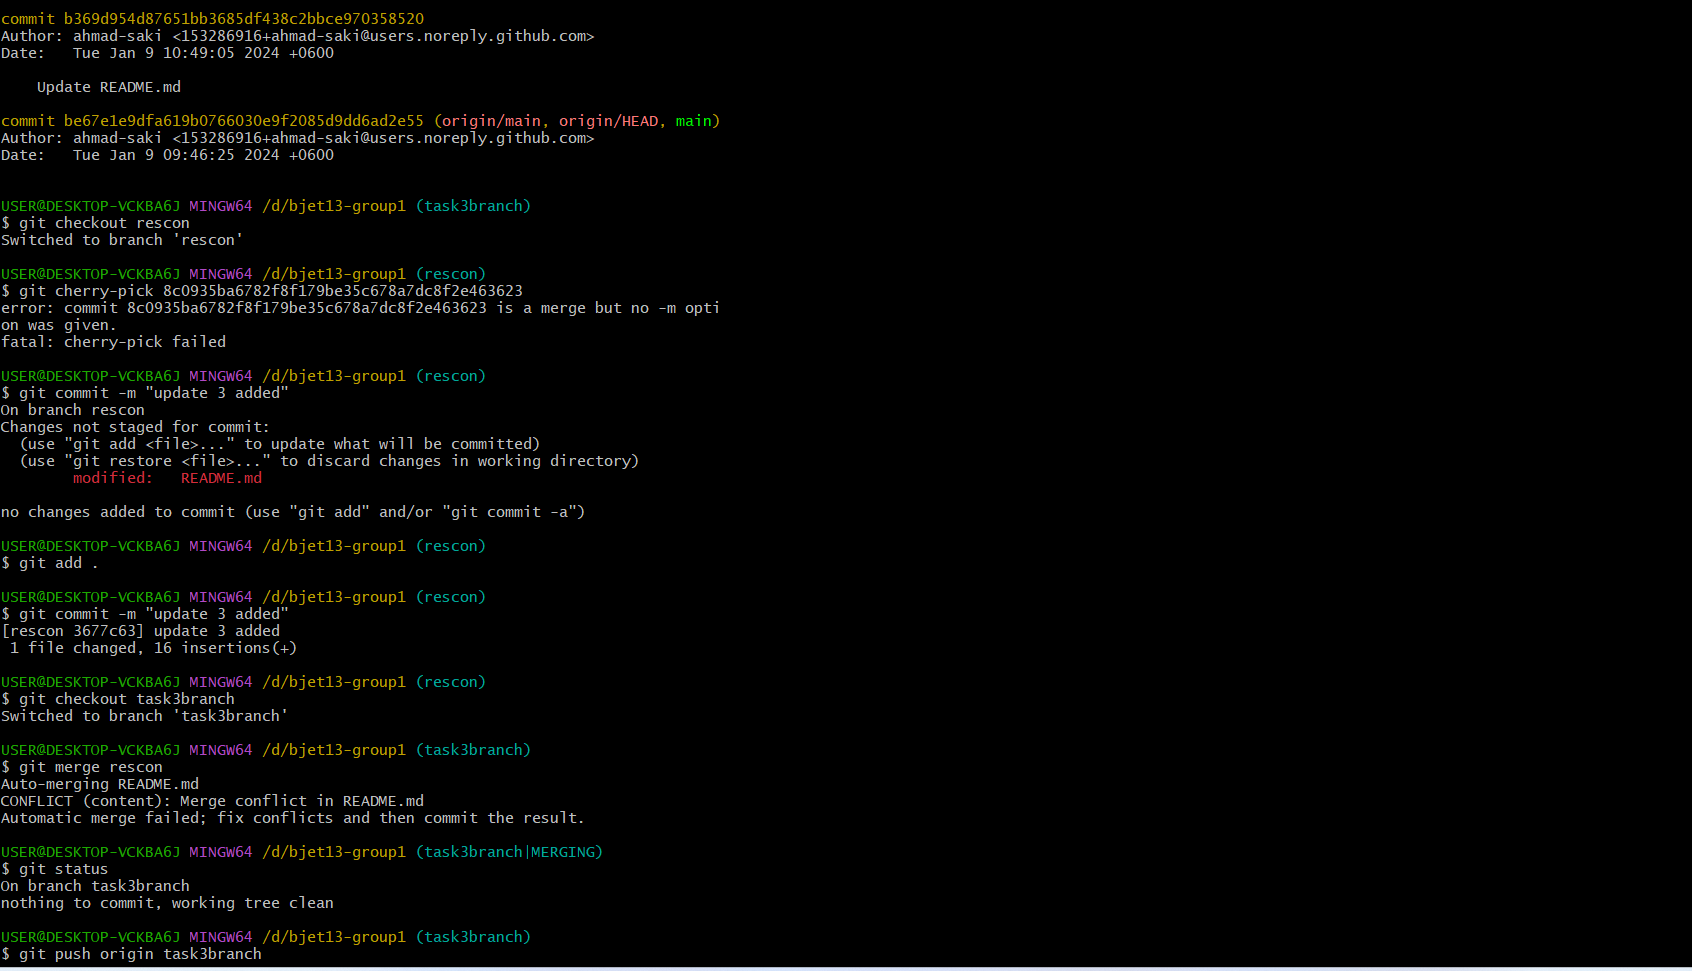 commit b369d954d87651bb3685df438c2bbce970358520
Author: ahmad-saki <153286916+ahmad-saki@users.noreply.github.com>
Date:   Tue Jan 9 10:49:05 2024 +0600
    Update README.md
commit be67e1e9dfa619b0766030e9f2085d9dd6ad2e55 (origin/main, origin/HEAD, main)
Author: ahmad-saki <153286916+ahmad-saki@users.noreply.github.com>
Date:   Tue Jan 9 09:46:25 2024 +0600
USER@DESKTOP-VCKBA6J MINGW64 /d/bjet13-group1 (task3branch)
$ git checkout rescon
Switched to branch 'rescon'
USER@DESKTOP-VCKBA6J MINGW64 /d/bjet13-group1 (rescon)
$ git cherry-pick 8c0935ba6782f8f179be35c678a7dc8f2e463623
error: commit 8c0935ba6782f8f179be35c678a7dc8f2e463623 is a merge but no -m opti
on was given.
fatal: cherry-pick failed
USER@DESKTOP-VCKBA6J MINGW64 /d/bjet13-group1 (rescon)
$ git commit -m "update 3 added"
On branch rescon
Changes not staged for commit:
  (use "git add <file>..." to update what will be committed)
  (use "git restore <file>..." to discard changes in working directory)
        modified:   README.md
no changes added to commit (use "git add" and/or "git commit -a")
USER@DESKTOP-VCKBA6J MINGW64 /d/bjet13-group1 (rescon)
$ git add .
USER@DESKTOP-VCKBA6J MINGW64 /d/bjet13-group1 (rescon)
$ git commit -m "update 3 added"
[rescon 3677c63] update 3 added
 1 file changed, 16 insertions(+)
USER@DESKTOP-VCKBA6J MINGW64 /d/bjet13-group1 (rescon)
$ git checkout task3branch
Switched to branch 'task3branch'
USER@DESKTOP-VCKBA6J MINGW64 /d/bjet13-group1 (task3branch)
$ git merge rescon
Auto-merging README.md
CONFLICT (content): Merge conflict in README.md
Automatic merge failed; fix conflicts and then commit the result.
USER@DESKTOP-VCKBA6J MINGW64 /d/bjet13-group1 (task3branch|MERGING)
$ git status
On branch task3branch
nothing to commit, working tree clean
USER@DESKTOP-VCKBA6J MINGW64 /d/bjet13-group1 (task3branch)
$ git push origin task3branch